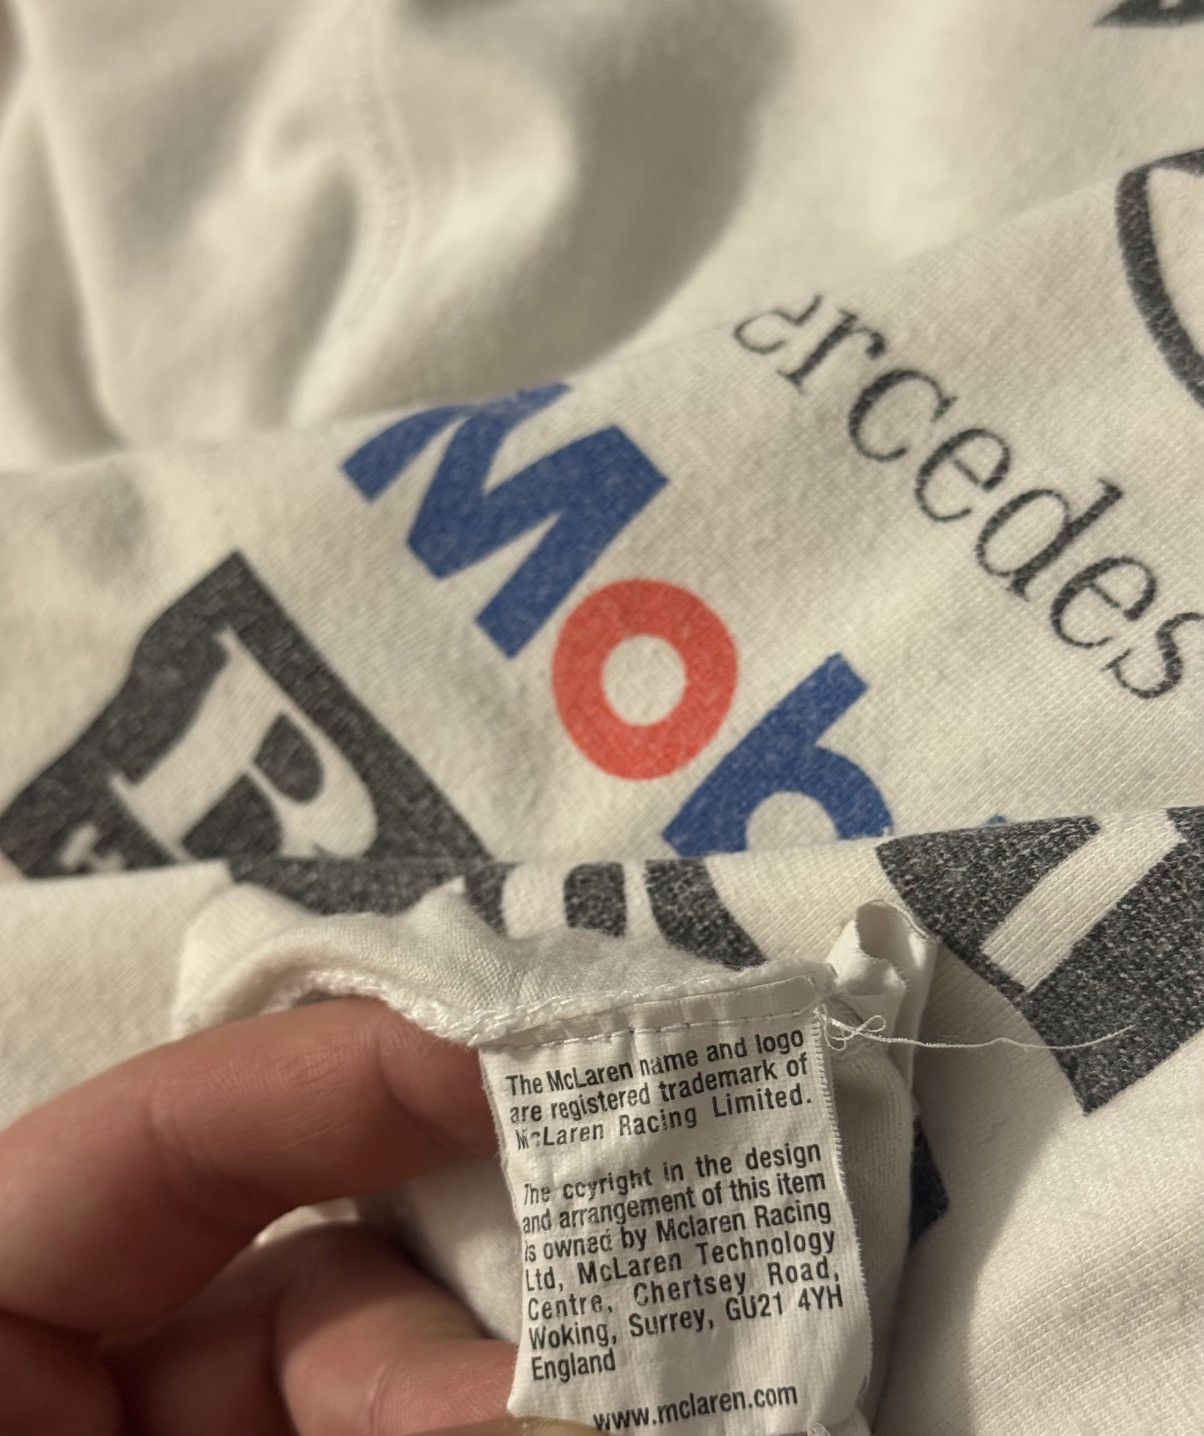 arcedes
Mob
B
The McLaren name and logo
are registered trademark of
McLaren Racing Limited.
The ccyright in the design
and arrangement of this item
is owned by Mclaren Racing
Ltd, McLaren Technology
Centre, Chertsey Road,
Woking, Surrey, GU21 4YH
England
www.mclaren.com